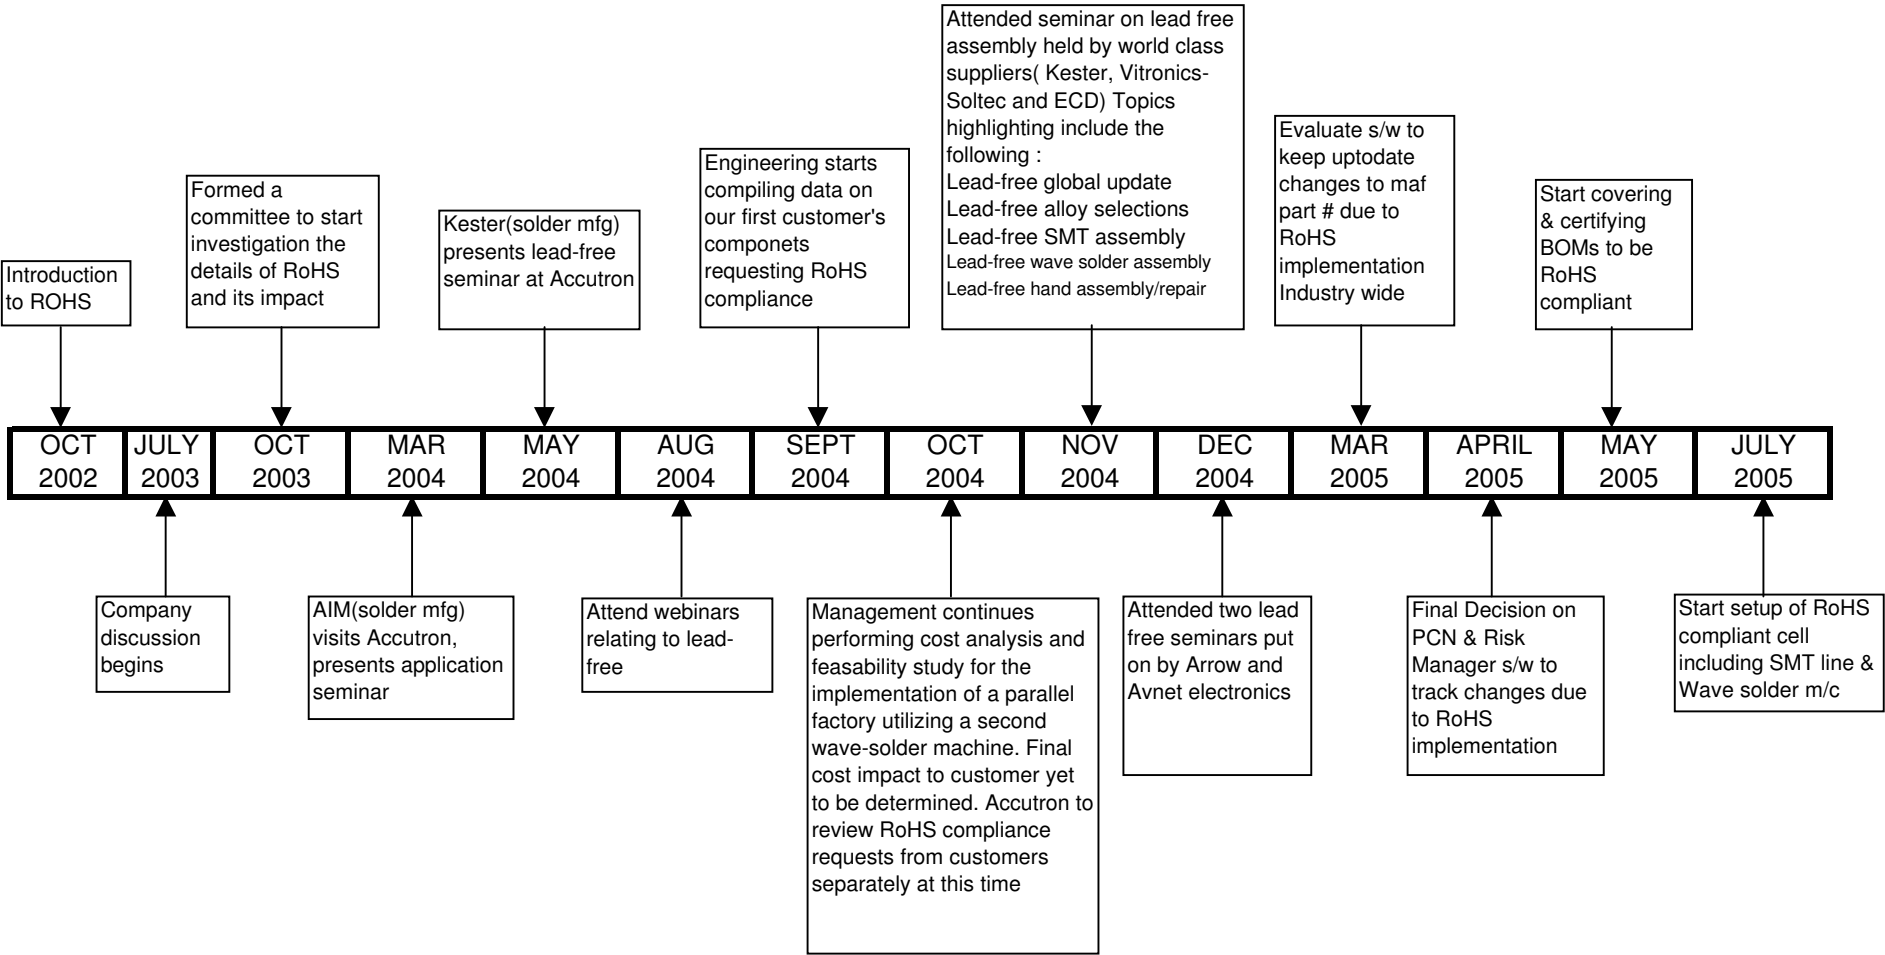 Attended seminar on lead free
assembly held by world class
suppliers( Kester, Vitronics-
Soltec and ECD) Topics
highlighting include the
following :
Lead-free global update
Lead-free alloy selections
Lead-free SMT assembly
Lead-free wave solder assembly
Lead-free hand assembly/repair
Evaluate s/w to
keep uptodate
changes to maf
part # due to
RoHS
implementation
Industry wide
Engineering starts
compiling data on
our first customer's
componets
requesting RoHS
compliance
Formed a
committee to start
investigation the
details of RoHS
and its impact
Start covering
& certifying
BOMs to be
RoHS
compliant
Kester(solder mfg)
presents lead-free
seminar at Accutron
Introduction
to ROHS
OCT
2002
JULY
2003
OCT
2003
MAR
2004
MAY
2004
AUG
2004
SEPT
2004
OCT
2004
NOV
2004
DEC
2004
MAR
2005
APRIL
2005
MAY
2005
JULY
2005
Company
discussion
begins
AIM(solder mfg)
visits Accutron,
presents application
seminar
Attend webinars
relating to lead-
free
Management continues
performing cost analysis and
feasability study for the
implementation of a parallel
factory utilizing a second
wave-solder machine. Final
cost impact to customer yet
to be determined. Accutron to
review RoHS compliance
requests from customers
separately at this time
Attended two lead
free seminars put
on by Arrow and
Avnet electronics
Final Decision on
PCN & Risk
Manager s/w to
track changes due
to RoHS
implementation
Start setup of RoHS
compliant cell
including SMT line &
Wave solder m/c